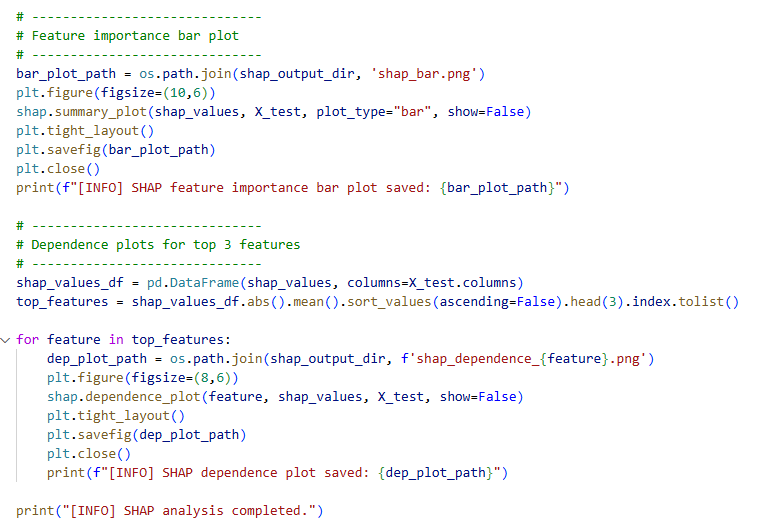 # ------------------------------
# Feature importance bar plot
# ------------------------------
bar_plot_path = os.path.join(shap_output_dir, 'shap_bar.png')
plt.figure(figsize=(10,6))
shap.summary_plot(shap_values, X_test, plot_type="bar", show=False)
plt.tight_layout()
plt.savefig(bar_plot_path)
plt.close()
print(f"[INFO] SHAP feature importance bar plot saved: {bar_plot_path}")

# ------------------------------
# Dependence plots for top 3 features
# ------------------------------
shap_values_df = pd.DataFrame(shap_values, columns=X_test.columns)
top_features = shap_values_df.abs().mean().sort_values(ascending=False).head(3).index.tolist()

for feature in top_features:
    dep_plot_path = os.path.join(shap_output_dir, f'shap_dependence_{feature}.png')
    plt.figure(figsize=(8,6))
    shap.dependence_plot(feature, shap_values, X_test, show=False)
    plt.tight_layout()
    plt.savefig(dep_plot_path)
    plt.close()
    print(f"[INFO] SHAP dependence plot saved: {dep_plot_path}")

print("[INFO] SHAP analysis completed.")